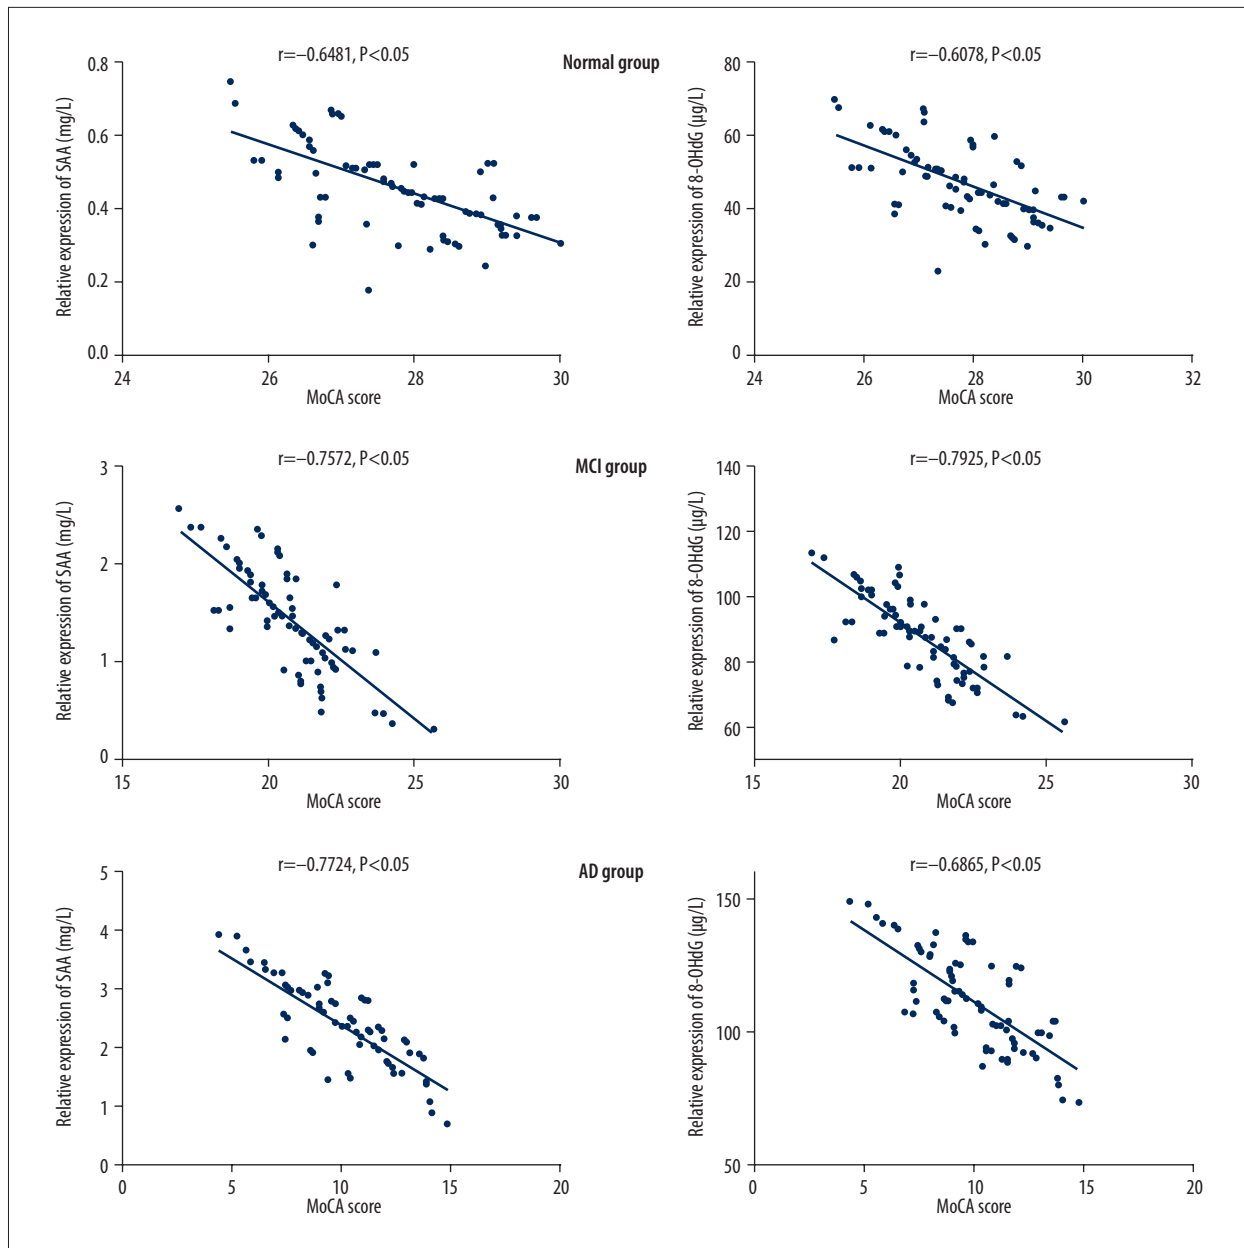 r=–0.6481, P<0.05
Normal group
r=–0.6078, P<0.05
Relative expression of SAA (mg/L)
0.8
0.6
0.4
0.2
0.0
24 26 28 30
MoCA score
Relative expression of 8-OHdG (µg/L)
80
60
40
20
0
24 26 28 30 32
MoCA score
r=–0.7572, P<0.05
MCI group
r=–0.7925, P<0.05
Relative expression of SAA (mg/L)
3
2
1
0
15 20 25 30
MoCA score
Relative expression of 8-OHdG (µg/L)
140
120
100
80
60
15 20 25 30
MoCA score
r=–0.7724, P<0.05
AD group
r=–0.6865, P<0.05
Relative expression of SAA (mg/L)
5
4
3
2
1
0
0 5 10 15 20
MoCA score
Relative expression of 8-OHdG (µg/L)
150
100
50
0 5 10 15 20
MoCA score